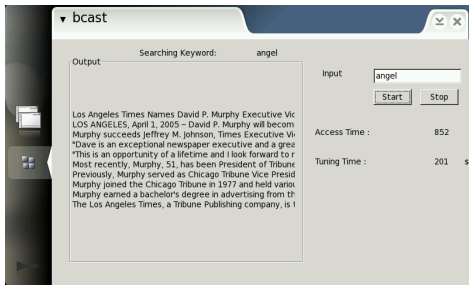 bcast
Searching Keyword: angel
Output
Los Angeles Times Names David P. Murphy Executive Vic
LOS ANGELES, April 1, 2005 – David P. Murphy will becom
Murphy succeeds Jeffrey M. Johnson, Times Executive Vi
"Dave is an exceptional newspaper executive and a grea
"This is an opportunity of a lifetime and I look forward to r
Most recently, Murphy, 51, has been President of Tribune
Previously, Murphy served as Chicago Tribune Vice Presid
Murphy joined the Chicago Tribune in 1977 and held variou
Murphy earned a bachelor's degree in advertising from th
The Los Angeles Times, a Tribune Publishing company, is t
Input angel
Start Stop
Access Time : 852
Tuning Time : 201 s